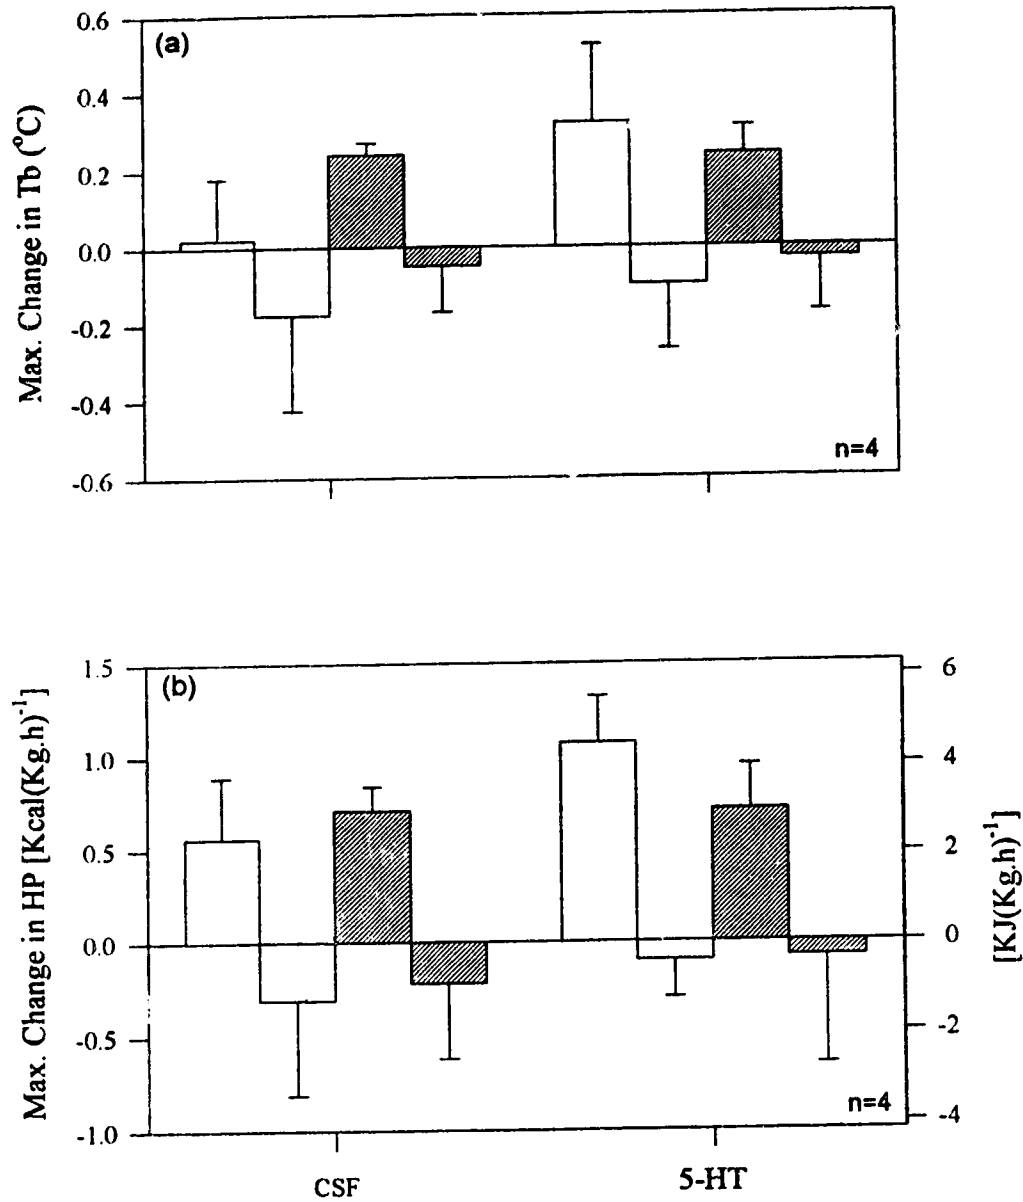 (a)
Max. Change in Tb (°C)
0.6
0.4
0.2
0.0
-0.2
-0.4
-0.6
n=4
(b)
Max. Change in HP [Kcal(Kg.h)⁻¹]
1.5
1.0
0.5
0.0
-0.5
-1.0
6
4
2
0
-2
-4
[KJ(Kg.h)⁻¹]
n=4
CSF
5-HT